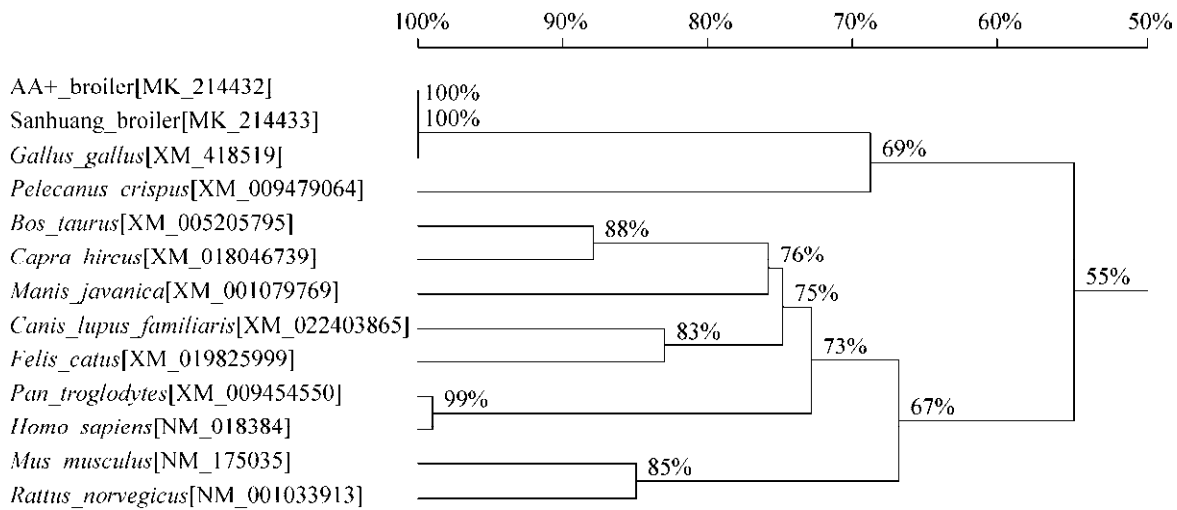 100% 90% 80% 70% 60% 50%
AA+_broiler[MK_214432]
100%
Sanhuang_broiler[MK_214433]
100%
Gallus_gallus[XM_418519]
69%
Pelecanus crispus[XM_009479064]
Bos_taurus[XM_005205795]
88%
Capra hircus[XM_018046739]
76%
Manis_javanica[XM_001079769]
75%
55%
Canis_lupus_familiaris[XM_022403865]
83%
73%
Felis_catus[XM_019825999]
Pan_troglodytes[XM_009454550]
99%
67%
Homo sapiens[NM_018384]
Mus musculus[NM_175035]
85%
Rattus_norvegicus[NM_001033913]